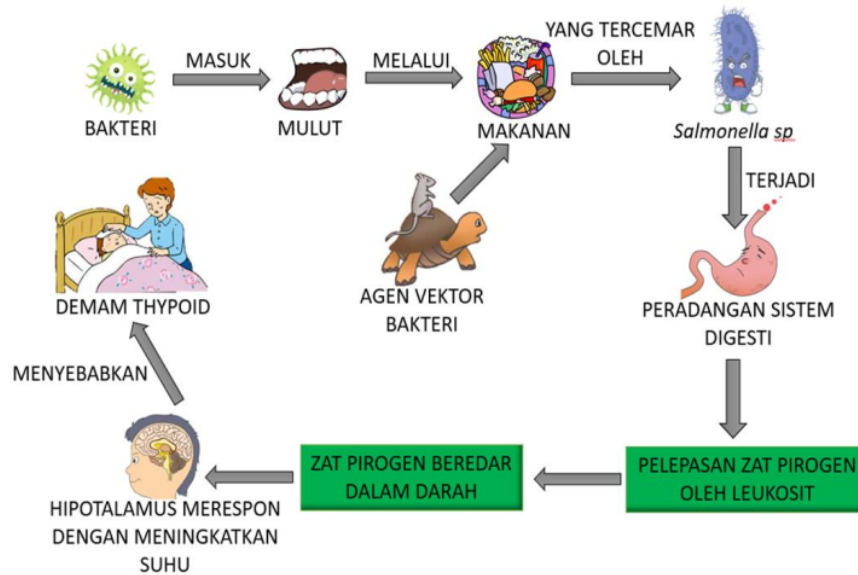 MASUK
MELALUI
YANG TERCEMAR
OLEH
BAKTERI
MULUT
MAKANAN
Salmonella sp
TERJADI
DEMAM THYPOID
AGEN VEKTOR
BAKTERI
PERADANGAN SISTEM
DIGESTI
MENYEBABKAN
PELEPASAN ZAT PIROGEN
OLEH LEUKOSIT
ZAT PIROGEN BEREDAR
DALAM DARAH
HIPOTALAMUS MERESPON
DENGAN MENINGKATKAN
SUHU